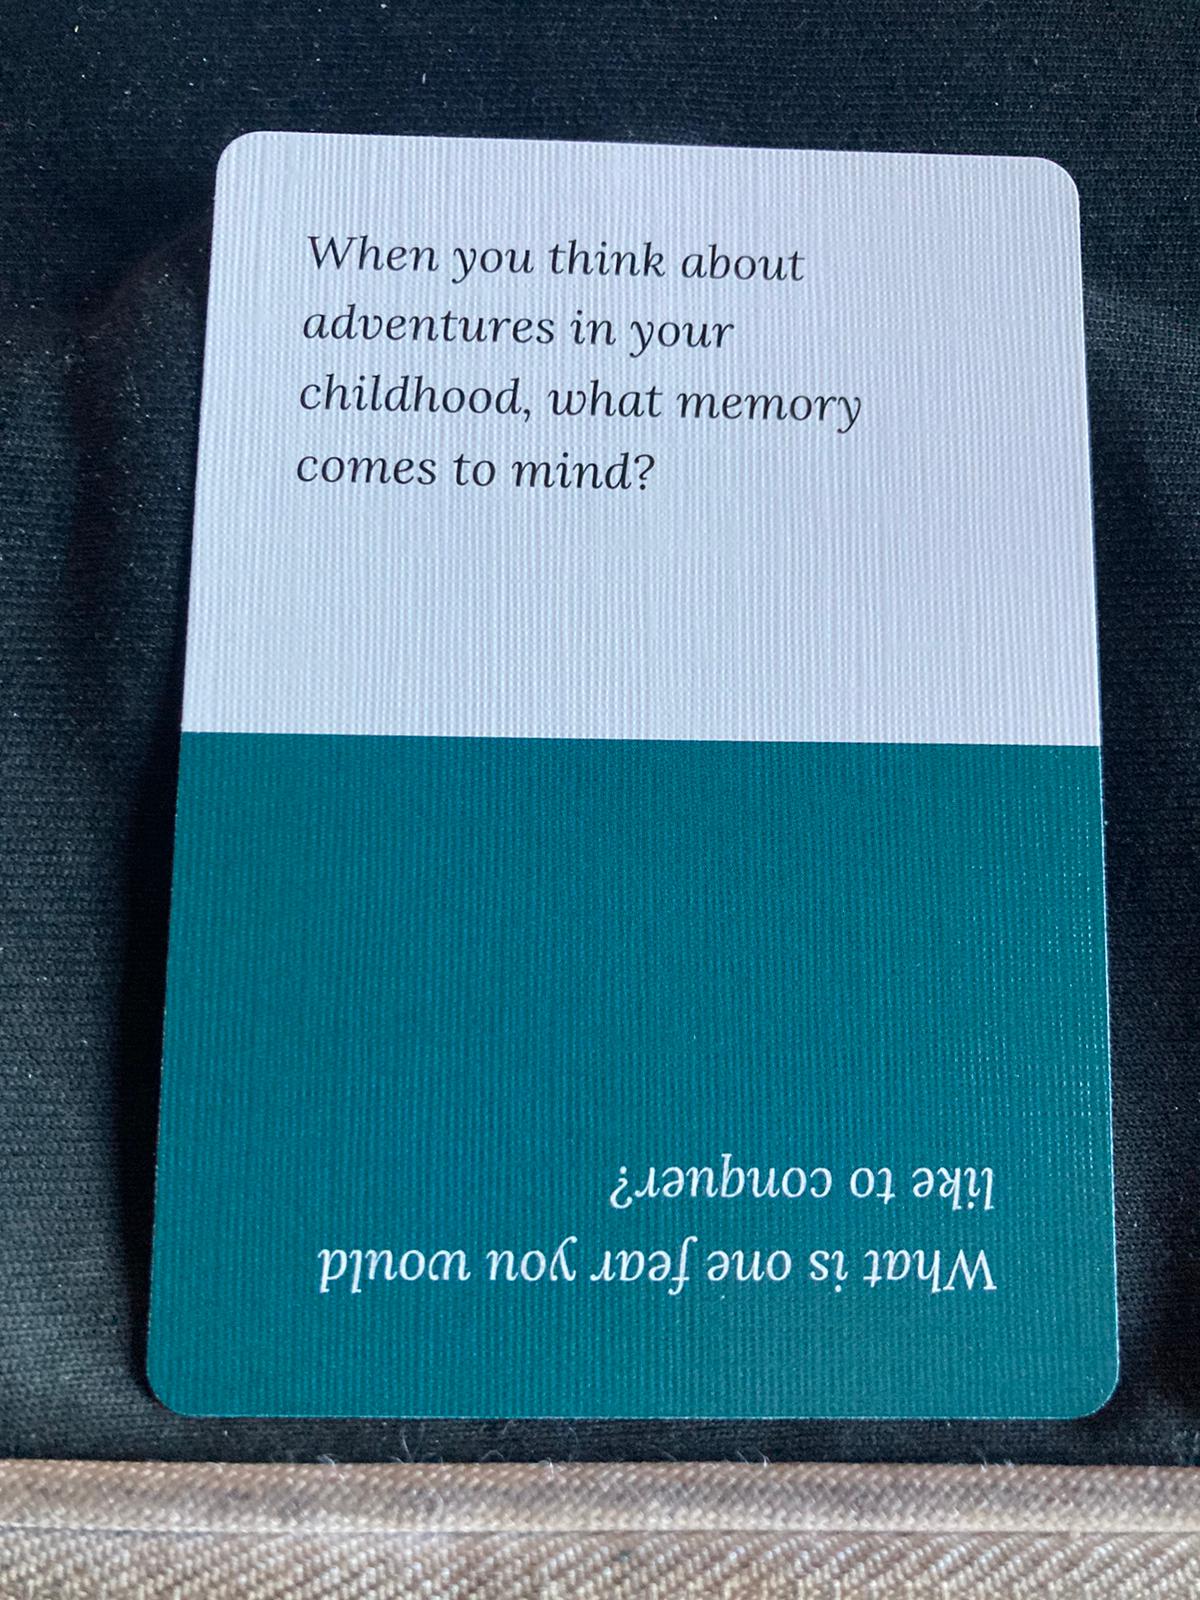 When you think about
adventures in your
childhood, what memory
comes to mind?
What is one fear you would
like to conquer?